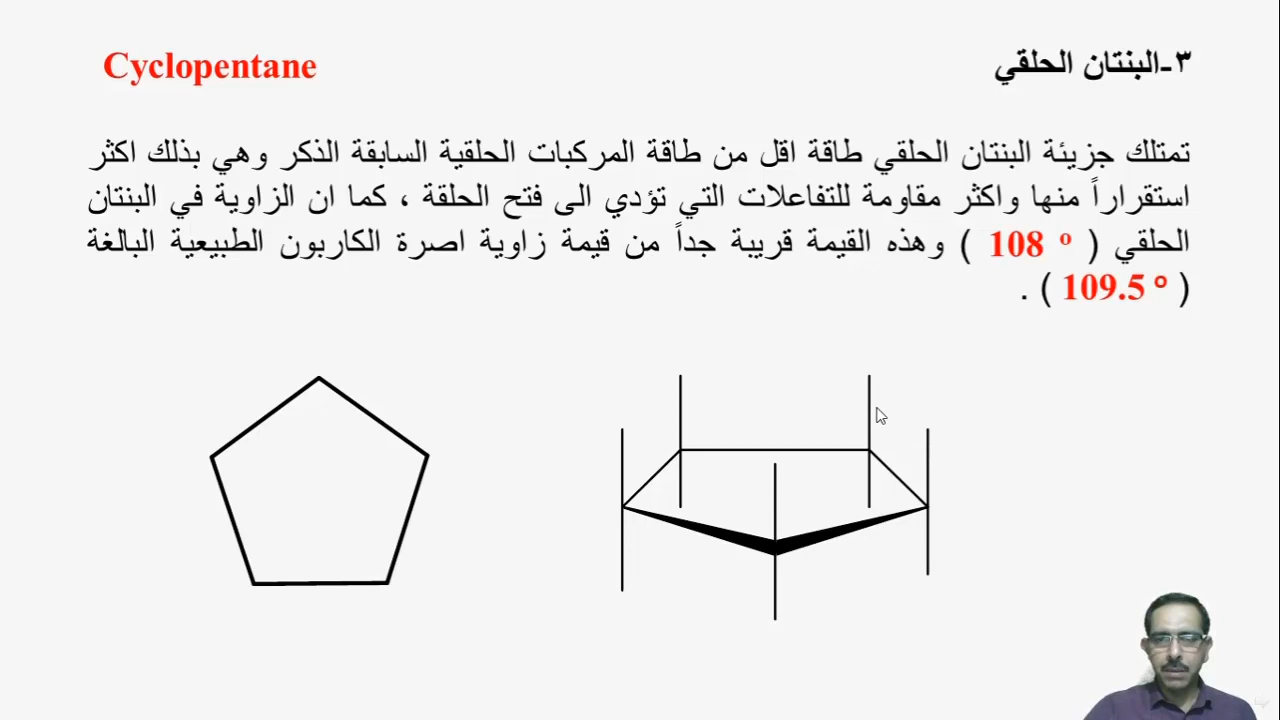 ٣-البنتان الحلقي
Cyclopentane
تمتلك جزيئة البنتان الحلقي طاقة اقل من طاقة المركبات الحلقية السابقة الذكر وهي بذلك اكثر
استقراراً منها واكثر مقاومة للتفاعلات التي تؤدي الى فتح الحلقة ، كما ان الزاوية في البنتان
الحلقي ( 108 º ) وهذه القيمة قريبة جداً من قيمة زاوية اصرة الكاربون الطبيعية البالغة
( 109.5 º ) .